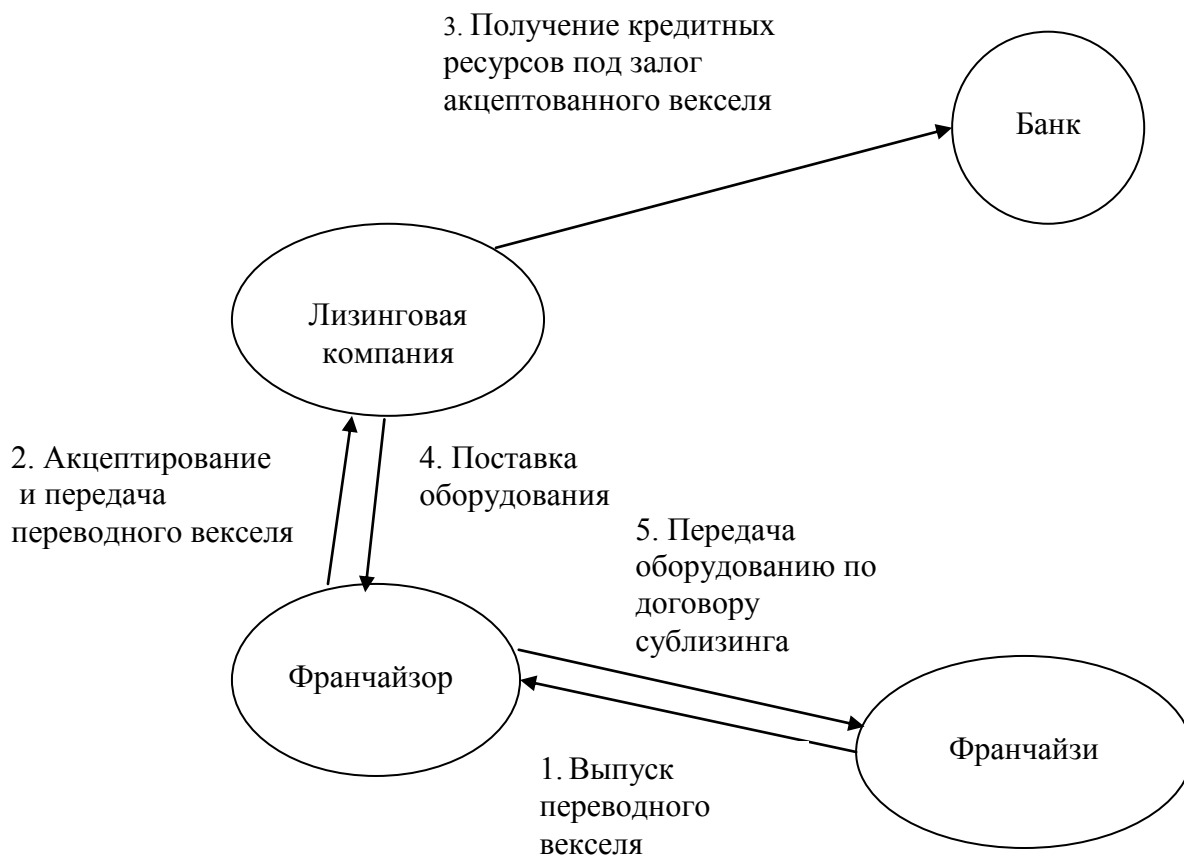 3. Получение кредитных
ресурсов под залог
акцептованного векселя
Банк
Лизинговая
компания
2. Акцептирование
и передача
переводного векселя
4. Поставка
оборудования
5. Передача
оборудованию по
договору
сублизинга
Франчайзор
Франчайзи
1. Выпуск
переводного
векселя